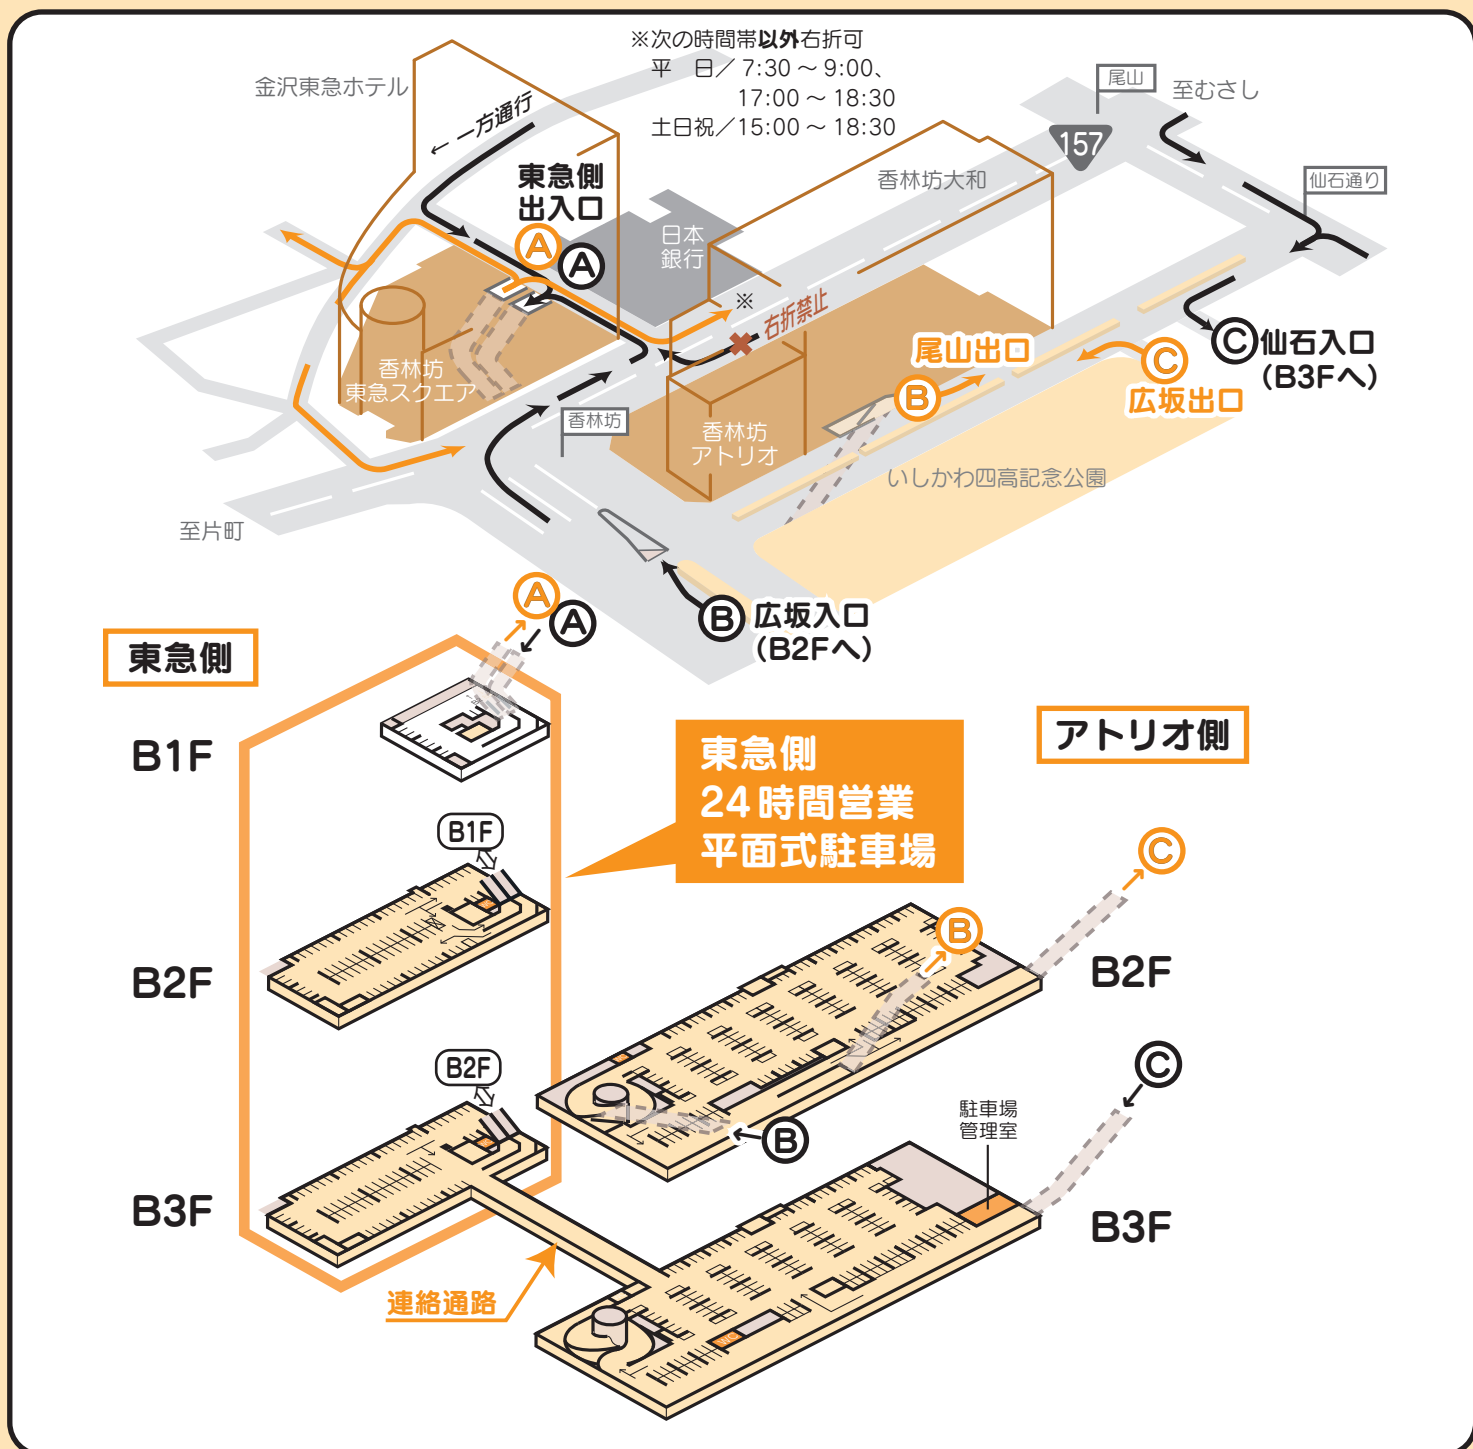 ※次の時間帯以外右折可
平 日／7:30～9:00、
17:00～18:30
土日祝／15:00～18:30
金沢東急ホテル
←一方通行
尾山
至むさし
157
仙石通り
東急側
出入口
A
A
日本
銀行
香林坊大和
※
右折禁止
香林坊
東急スクエア
尾山出口
B
C
広坂出口
C
仙石入口
(B3Fへ)
香林坊
香林坊
アトリオ
いしかわ四高記念公園
至片町
B
広坂入口
(B2Fへ)
A
A
東急側
B1F
東急側
24時間営業
平面式駐車場
アトリオ側
B1F
B2F
C
B
B2F
B2F
B
C
駐車場
管理室
B3F
B3F
連絡通路
WC